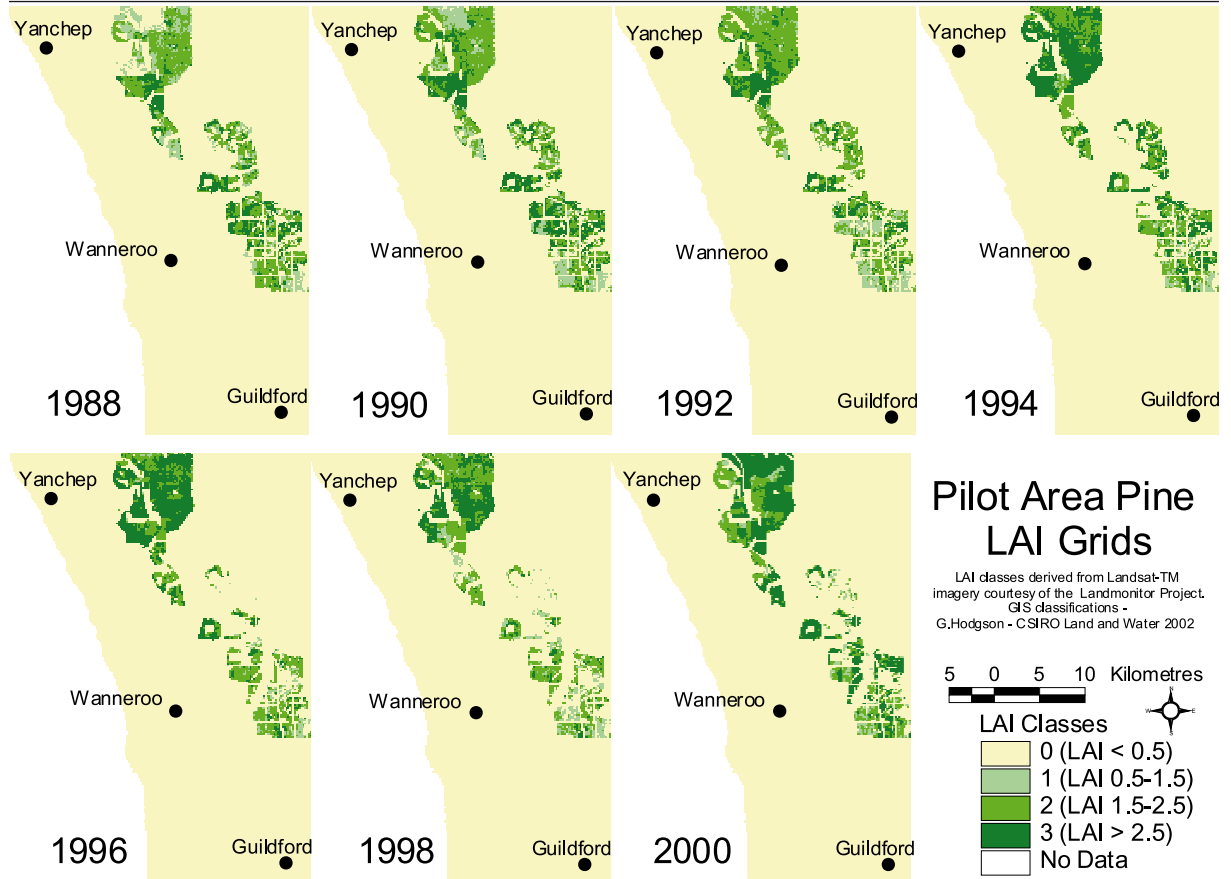 Yanchep
Wanneroo
Guildford
1988
Yanchep
Wanneroo
Guildford
1990
Yanchep
Wanneroo
Guildford
1992
Yanchep
Wanneroo
Guildford
1994
Yanchep
Wanneroo
Guildford
1996
Yanchep
Wanneroo
Guildford
1998
Yanchep
Wanneroo
Guildford
2000
Pilot Area Pine
LAI Grids
LAI classes derived from Landsat-TM
imagery courtesy of the Landmonitor Project.
GIS classifications -
G.Hodgson - CSIRO Land and Water 2002
5 0 5 10 Kilometres
N
W E
S
LAI Classes
0 (LAI < 0.5)
1 (LAI 0.5-1.5)
2 (LAI 1.5-2.5)
3 (LAI > 2.5)
No Data